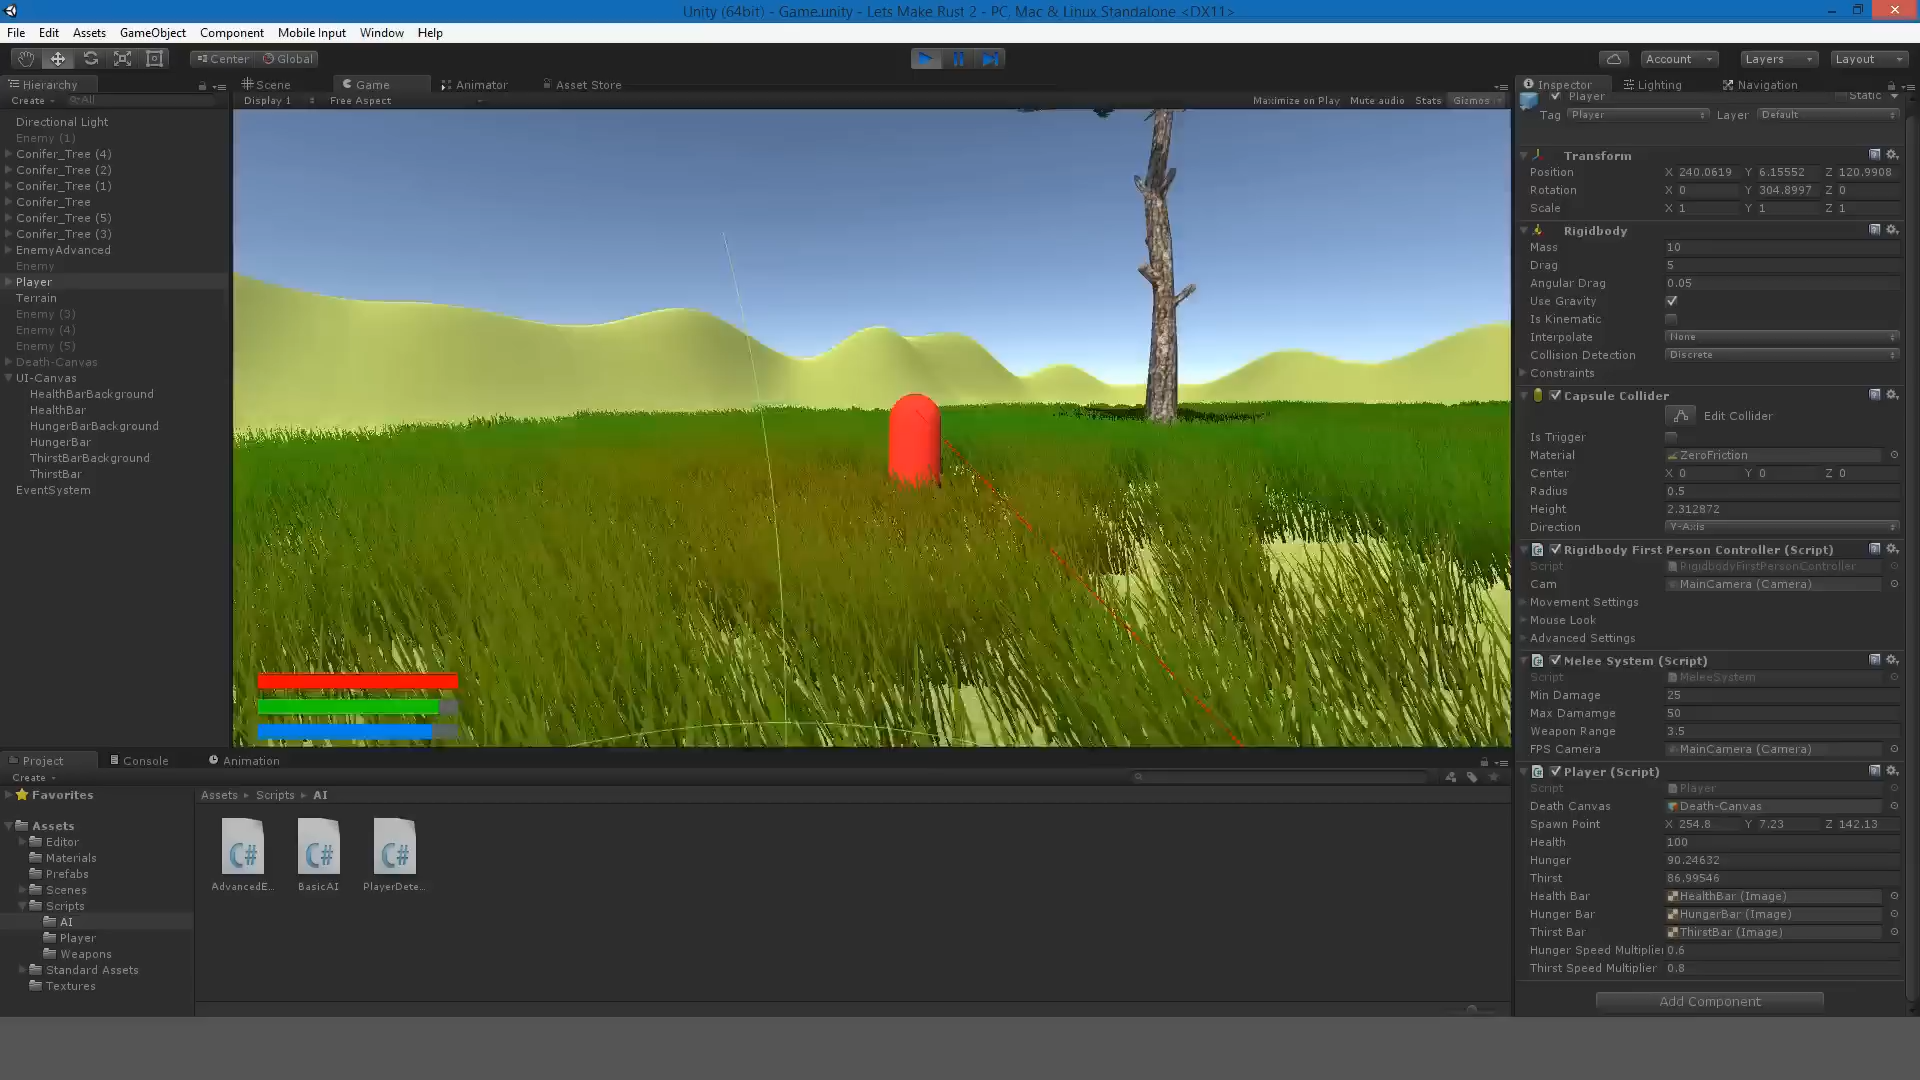 Unity (64bit) - Game.unity - Lets Make Rust 2 - PC, Mac & Linux Standalone <DX11>
File Edit Assets GameObject Component Mobile Input Window Help
Center Global
Account Layers Layout
Hierarchy
Create All
Directional Light
Enemy (1)
Conifer_Tree (4)
Conifer_Tree (2)
Conifer_Tree (1)
Conifer_Tree
Conifer_Tree (5)
Conifer_Tree (3)
EnemyAdvanced
Enemy
Player
Terrain
Enemy (3)
Enemy (4)
Enemy (5)
Death-Canvas
UI-Canvas
HealthBarBackground
HealthBar
HungerBarBackground
HungerBar
ThirstBarBackground
ThirstBar
EventSystem
Scene Game Animator Asset Store
Display 1 Free Aspect Maximize on Play Mute audio Stats Gizmos
Inspector Lighting Navigation
Player Static
Tag Player Layer Default
Transform
Position X 240.0619 Y 6.15552 Z 120.9908
Rotation X 0 Y 304.8997 Z 0
Scale X 1 Y 1 Z 1
Rigidbody
Mass 10
Drag 5
Angular Drag 0.05
Use Gravity
Is Kinematic
Interpolate None
Collision Detection Discrete
Constraints
Capsule Collider
Edit Collider
Is Trigger
Material ZeroFriction
Center X 0 Y 0 Z 0
Radius 0.5
Height 2.312872
Direction Y-Axis
Rigidbody First Person Controller (Script)
Script RigidbodyFirstPersonController
Cam MainCamera (Camera)
Movement Settings
Mouse Look
Advanced Settings
Melee System (Script)
Script MeleeSystem
Min Damage 25
Max Damamge 50
Weapon Range 3.5
FPS Camera MainCamera (Camera)
Player (Script)
Script Player
Death Canvas Death-Canvas
Spawn Point X 254.8 Y 7.23 Z 142.13
Health 100
Hunger 90.24632
Thirst 86.99546
Health Bar HealthBar (Image)
Hunger Bar HungerBar (Image)
Thirst Bar ThirstBar (Image)
Hunger Speed Multiplier 0.6
Thirst Speed Multiplier 0.8
Add Component
Project Console Animation
Create
Favorites
Assets
Editor
Materials
Prefabs
Scenes
Scripts
AI
Player
Weapons
Standard Assets
Textures
Assets Scripts AI
AdvancedE... BasicAI PlayerDete...